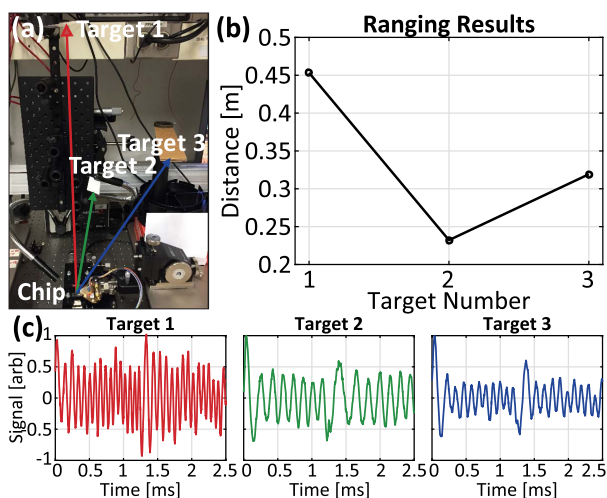 (a)
Target 1
Target 3
Target 2
Chip
(b)
Ranging Results
Distance [m]
0.5
0.45
0.4
0.35
0.3
0.25
0.2
1
2
3
Target Number
(c)
Target 1
Signal [arb]
1
0.5
0
-0.5
-1
0 0.5 1 1.5 2 2.5
Time [ms]
Target 2
0 0.5 1 1.5 2 2.5
Time [ms]
Target 3
0 0.5 1 1.5 2 2.5
Time [ms]